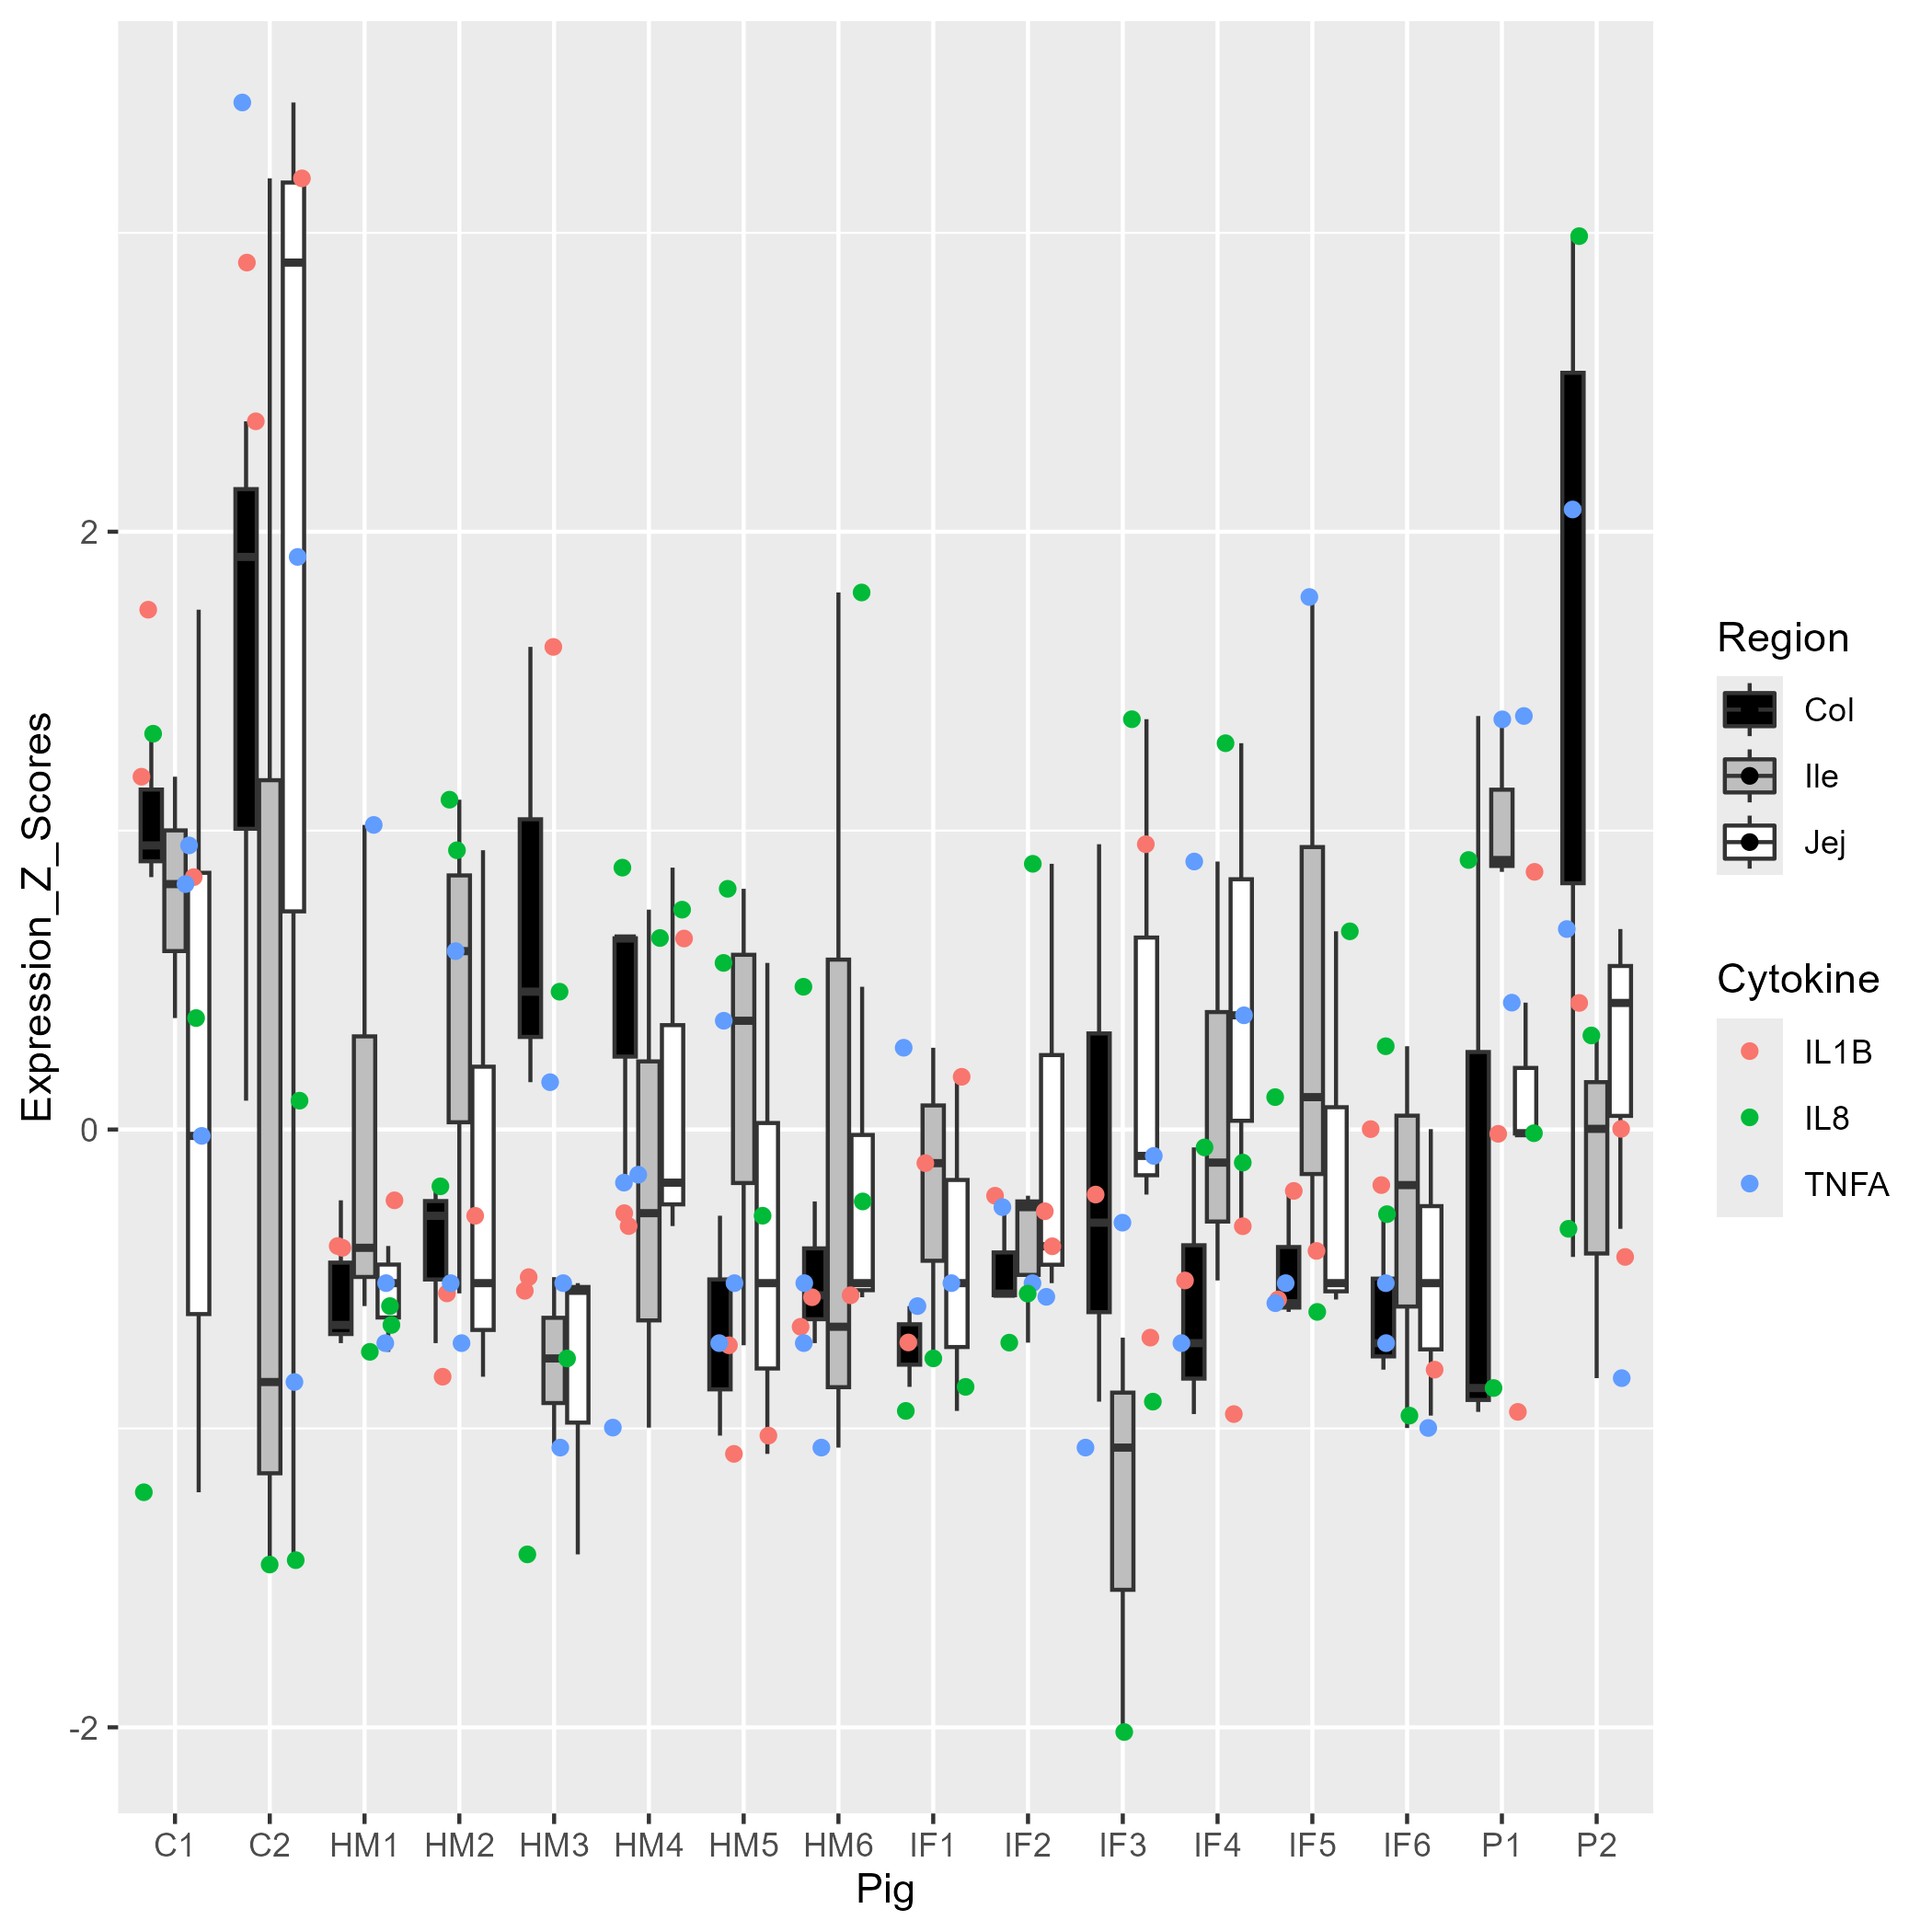 Expression_Z_Scores
2
0
-2
C1 C2 HM1 HM2 HM3 HM4 HM5 HM6 IF1 IF2 IF3 IF4 IF5 IF6 P1 P2
Pig
Region
Col
Ile
Jej
Cytokine
IL1B
IL8
TNFA